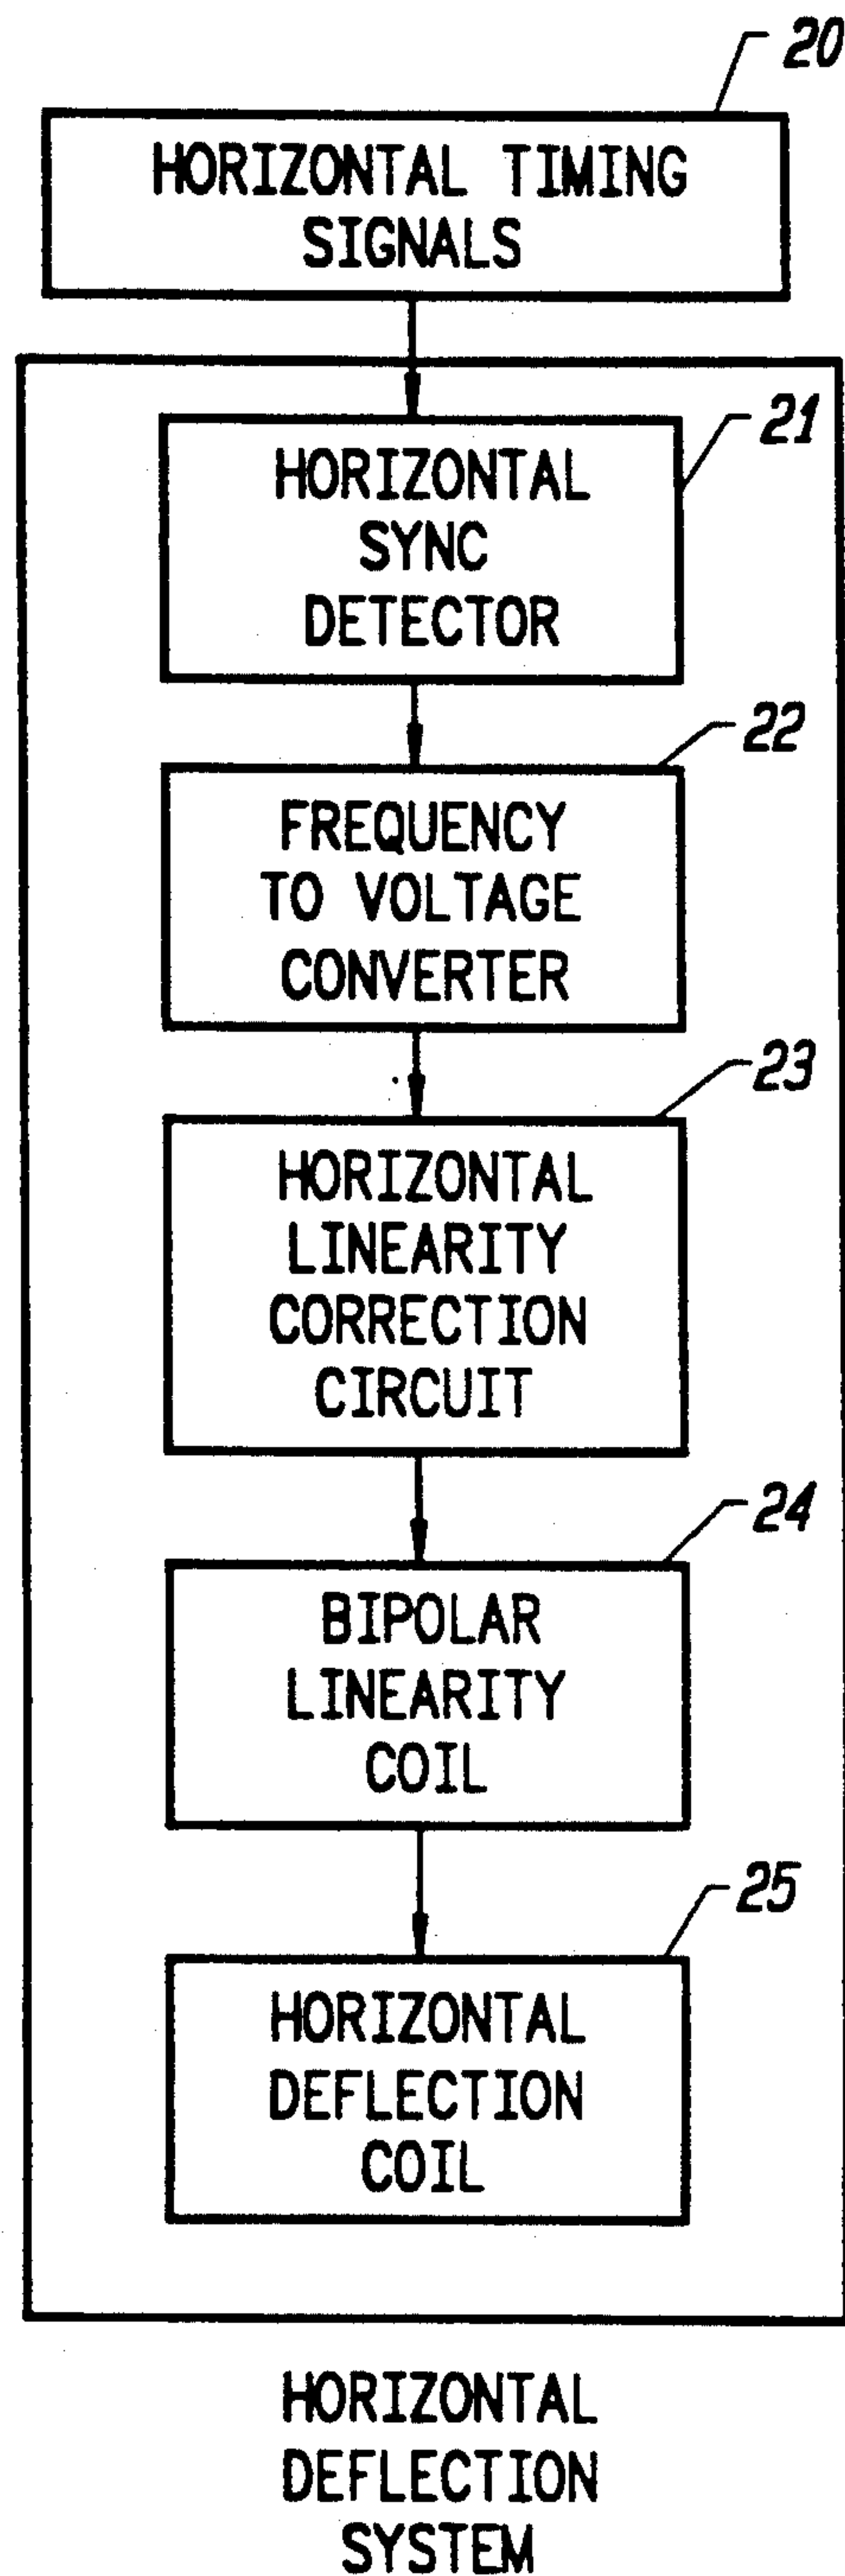 20
HORIZONTAL TIMING
SIGNALS
21
HORIZONTAL
SYNC
DETECTOR
22
FREQUENCY
TO VOLTAGE
CONVERTER
23
HORIZONTAL
LINEARITY
CORRECTION
CIRCUIT
24
BIPOLAR
LINEARITY
COIL
25
HORIZONTAL
DEFLECTION
COIL
HORIZONTAL
DEFLECTION
SYSTEM